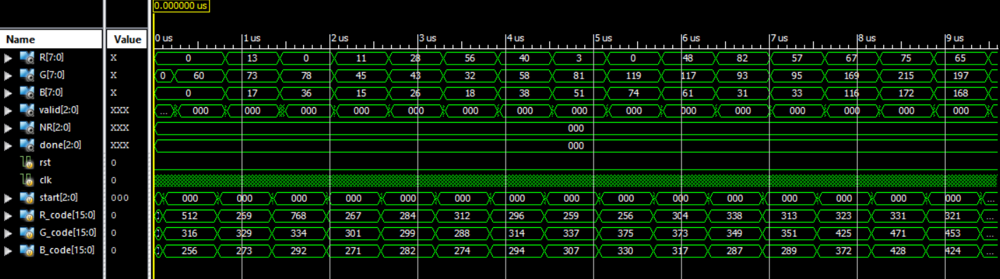 0.000000 us
Name Value 0 us 1 us 2 us 3 us 4 us 5 us 6 us 7 us 8 us 9 us
R[7:0] X 0 13 0 11 28 56 40 3 0 48 82 57 67 75 65
G[7:0] X 0 60 73 78 45 43 32 58 81 119 117 93 95 169 215 197
B[7:0] X 0 17 36 15 26 18 38 51 74 61 31 33 116 172 168
valid[2:0] XXX ... 000 000 000 000 000 000 000 000 000 000 000 000 000 000 000
NR[2:0] XXX 000
done[2:0] XXX 000
rst 0
clk 0
start[2:0] 000 000 000 000 000 000 000 000 000 000 000 000 000 000 000 000 ...
R_code[15:0] 0 512 269 768 267 284 312 296 259 256 304 338 313 323 331 321 ...
G_code[15:0] 0 316 329 334 301 299 288 314 337 375 373 349 351 425 471 453 ...
B_code[15:0] 0 256 273 292 271 282 274 294 307 330 317 287 289 372 428 424 ...